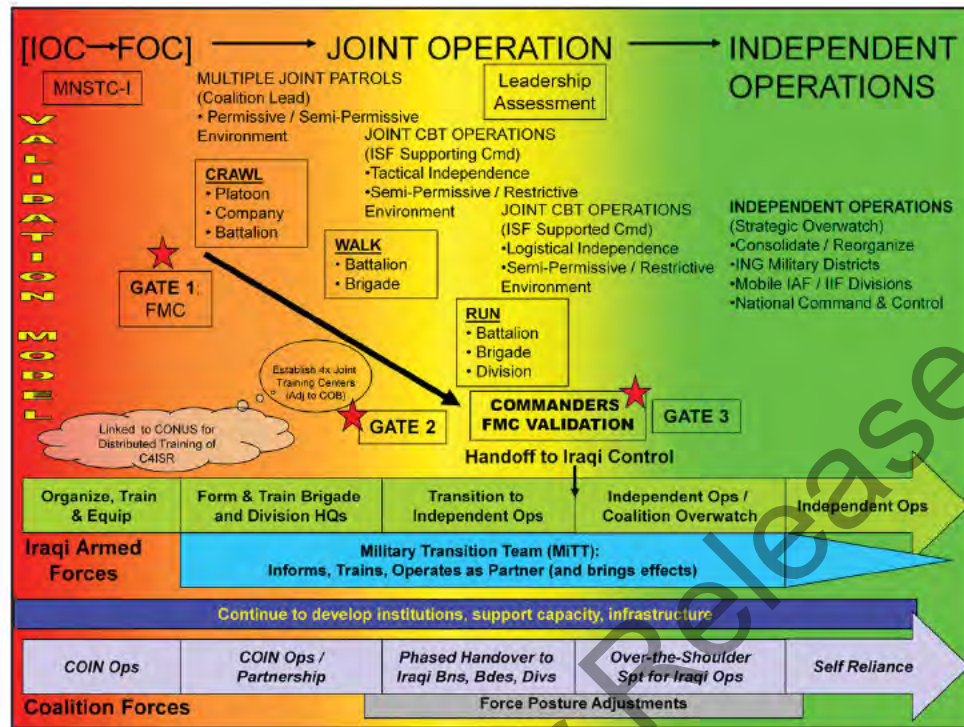 [IOC→FOC] → JOINT OPERATION → INDEPENDENT
OPERATIONS
MNSTC-I
VALIDATION MODEL
MULTIPLE JOINT PATROLS
(Coalition Lead)
• Permissive / Semi-Permissive
Environment
Leadership
Assessment
CRAWL
• Platoon
• Company
• Battalion
JOINT CBT OPERATIONS
(ISF Supporting Cmd)
•Tactical Independence
•Semi-Permissive / Restrictive
Environment
WALK
• Battalion
• Brigade
JOINT CBT OPERATIONS
(ISF Supported Cmd)
•Logistical Independence
•Semi-Permissive / Restrictive
Environment
INDEPENDENT OPERATIONS
(Strategic Overwatch)
•Consolidate / Reorganize
•ING Military Districts
•Mobile IAF / IIF Divisions
•National Command & Control
GATE 1:
FMC
RUN
• Battalion
• Brigade
• Division
Establish 4x Joint
Training Centers
(Adj to COB)
Linked to CONUS for
Distributed Training of
C4ISR
GATE 2
COMMANDERS
FMC VALIDATION
GATE 3
Handoff to Iraqi Control
Organize, Train
& Equip
Form & Train Brigade
and Division HQs
Transition to
Independent Ops
Independent Ops /
Coalition Overwatch
Independent Ops
Iraqi Armed
Forces
Military Transition Team (MiTT):
Informs, Trains, Operates as Partner (and brings effects)
Continue to develop institutions, support capacity, infrastructure
COIN Ops
COIN Ops /
Partnership
Phased Handover to
Iraqi Bns, Bdes, Divs
Over-the-Shoulder
Spt for Iraqi Ops
Self Reliance
Coalition Forces
Force Posture Adjustments
Release